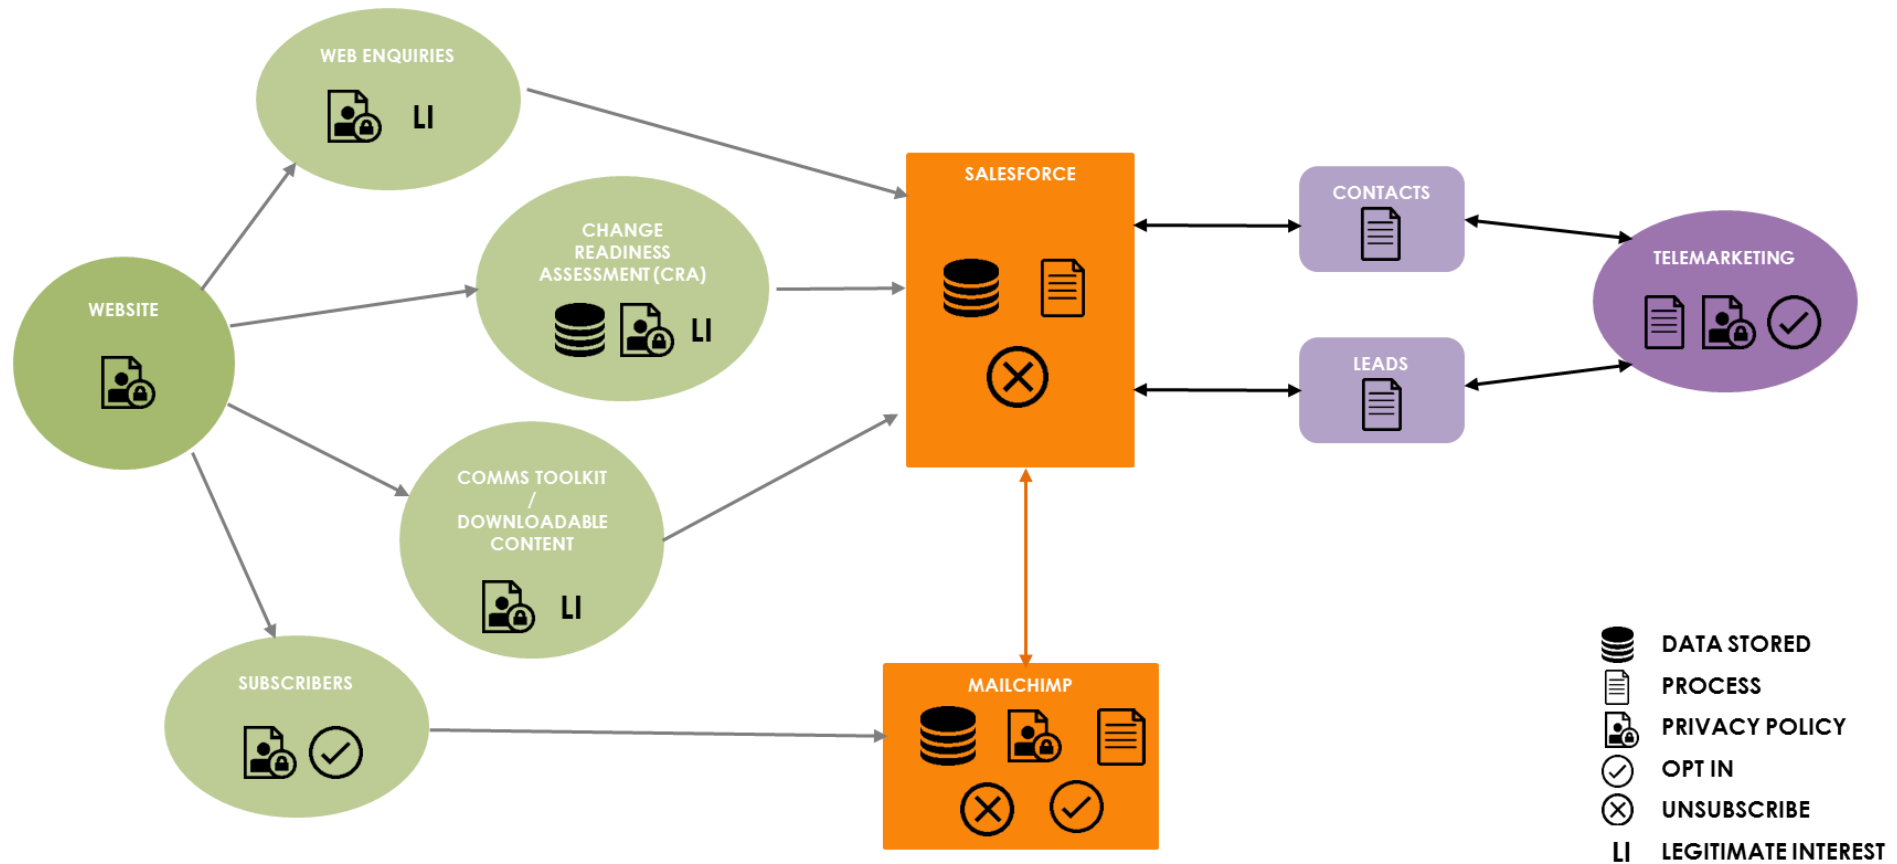 WEB ENQUIRIES
LI
CHANGE
READINESS
ASSESSMENT (CRA)
LI
WEBSITE
COMMS TOOLKIT
/
DOWNLOADABLE
CONTENT
LI
SUBSCRIBERS
SALESFORCE
MAILCHIMP
CONTACTS
LEADS
TELEMARKETING
DATA STORED
PROCESS
PRIVACY POLICY
OPT IN
UNSUBSCRIBE
LI LEGITIMATE INTEREST